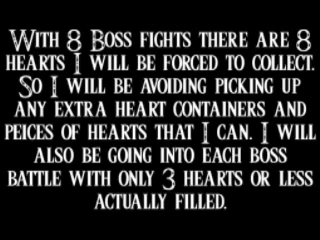 With 8 Boss fights there are 8
hearts I will be forced to collect.
So I will be avoiding picking up
any extra heart containers and
peices of hearts that I can. I will
also be going into each boss
battle with only 3 hearts or less
actually filled.